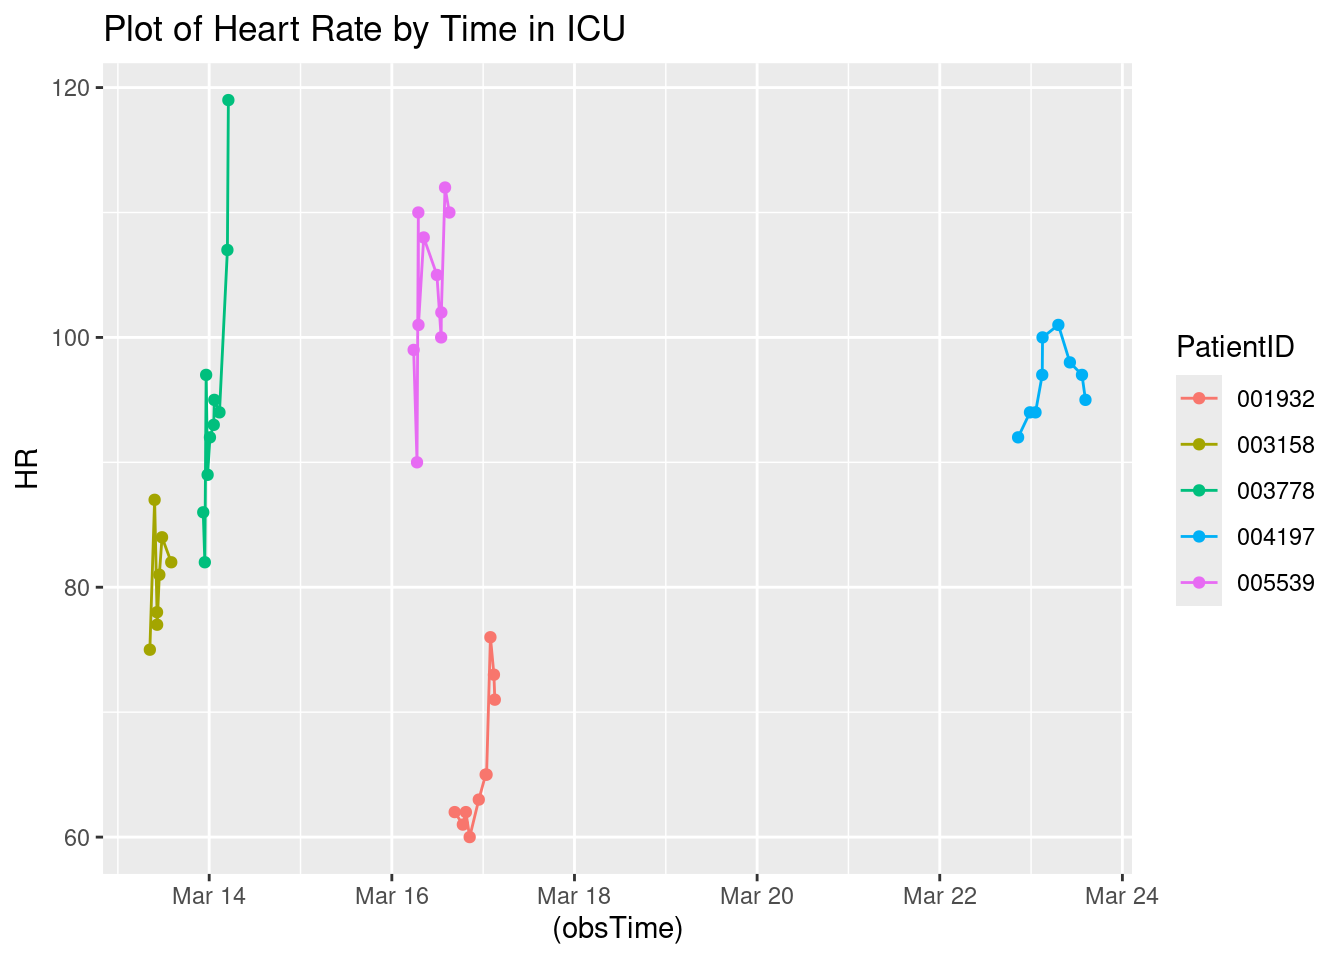 Plot of Heart Rate by Time in ICU
120
100
80
60
HR
Mar 14
Mar 16
Mar 18
Mar 20
Mar 22
Mar 24
(obsTime)
PatientID
001932
003158
003778
004197
005539